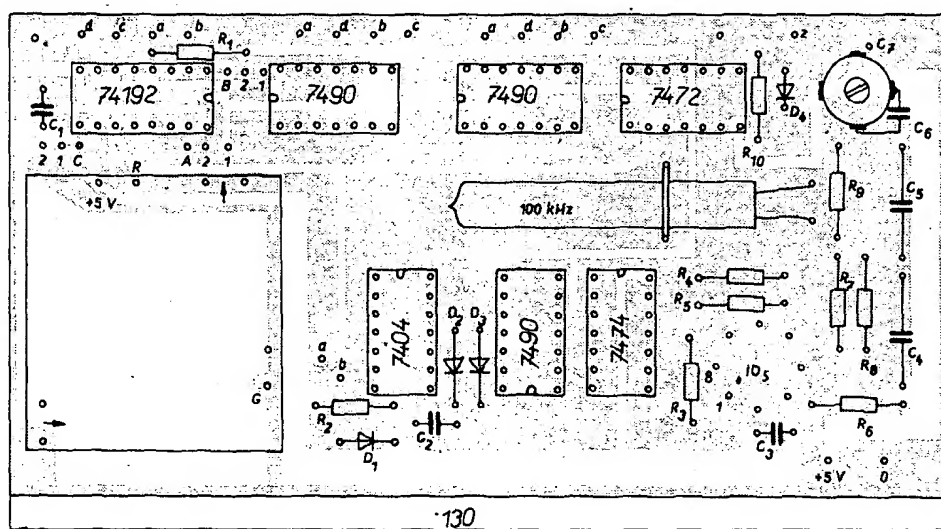 d c a b a d b c a d b c z
R1 C7
74192 B 2 1 7490 7490 7472 D4
C1 C6
2 1 C A 2 1 R10
R
+5 V 100 kHz R9 C5
R4
D2 D3 R5 R7
7404 7490 7474
a R8 C4
b G 8 ID5
R2 R3 1
C2 R6
D1 C3
+5 V 0
130